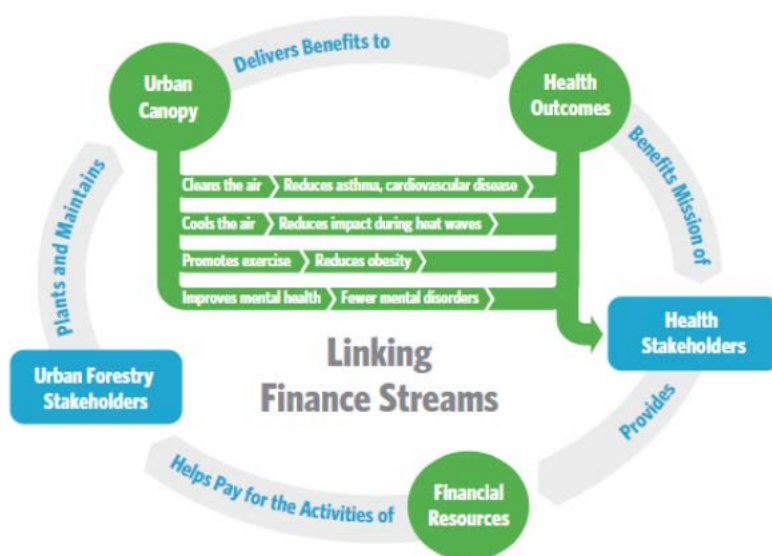 Delivers Benefits to
Urban
Canopy
Health
Outcomes
Benefits Mission of
Cleans the air
Reduces asthma, cardiovascular disease
Cools the air
Reduces impact during heat waves
Promotes exercise
Reduces obesity
Improves mental health
Fewer mental disorders
Plants and Maintains
Health
Stakeholders
Linking
Finance Streams
Urban Forestry
Stakeholders
Provides
Helps Pay for the Activities of
Financial
Resources